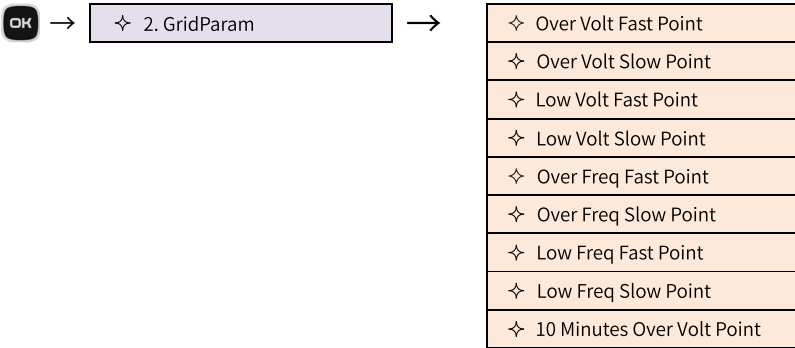 OK
2. GridParam
Over Volt Fast Point
Over Volt Slow Point
Low Volt Fast Point
Low Volt Slow Point
Over Freq Fast Point
Over Freq Slow Point
Low Freq Fast Point
Low Freq Slow Point
10 Minutes Over Volt Point